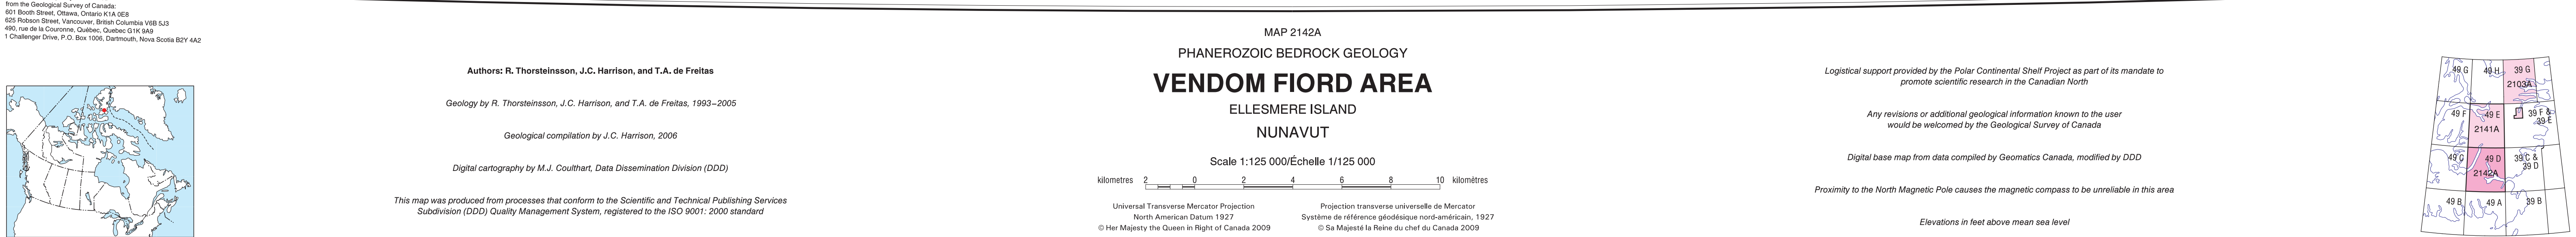 from the Geological Survey of Canada:
601 Booth Street, Ottawa, Ontario K1A 0E8
625 Robson Street, Vancouver, British Columbia V6B 5J3
490, rue de la Couronne, Québec, Quebec G1K 9A9
1 Challenger Drive, P.O. Box 1006, Dartmouth, Nova Scotia B2Y 4A2
Authors: R. Thorsteinsson, J.C. Harrison, and T.A. de Freitas
Geology by R. Thorsteinsson, J.C. Harrison, and T.A. de Freitas, 1993–2005
Geological compilation by J.C. Harrison, 2006
Digital cartography by M.J. Coulthart, Data Dissemination Division (DDD)
This map was produced from processes that conform to the Scientific and Technical Publishing Services
Subdivision (DDD) Quality Management System, registered to the ISO 9001: 2000 standard
MAP 2142A
PHANEROZOIC BEDROCK GEOLOGY
VENDOM FIORD AREA
ELLESMERE ISLAND
NUNAVUT
Scale 1:125 000/Échelle 1/125 000
kilometres 2 0 2 4 6 8 10 kilomètres
Universal Transverse Mercator Projection
North American Datum 1927
© Her Majesty the Queen in Right of Canada 2009
Projection transverse universelle de Mercator
Système de référence géodésique nord-américain, 1927
© Sa Majesté la Reine du chef du Canada 2009
Logistical support provided by the Polar Continental Shelf Project as part of its mandate to
promote scientific research in the Canadian North
Any revisions or additional geological information known to the user
would be welcomed by the Geological Survey of Canada
Digital base map from data compiled by Geomatics Canada, modified by DDD
Proximity to the North Magnetic Pole causes the magnetic compass to be unreliable in this area
Elevations in feet above mean sea level
49 G 49 H 39 G
2103A
49 F 49 E 39 F &
39 E
2141A
49 C 49 D 39 C &
39 D
2142A
49 B 49 A 39 B